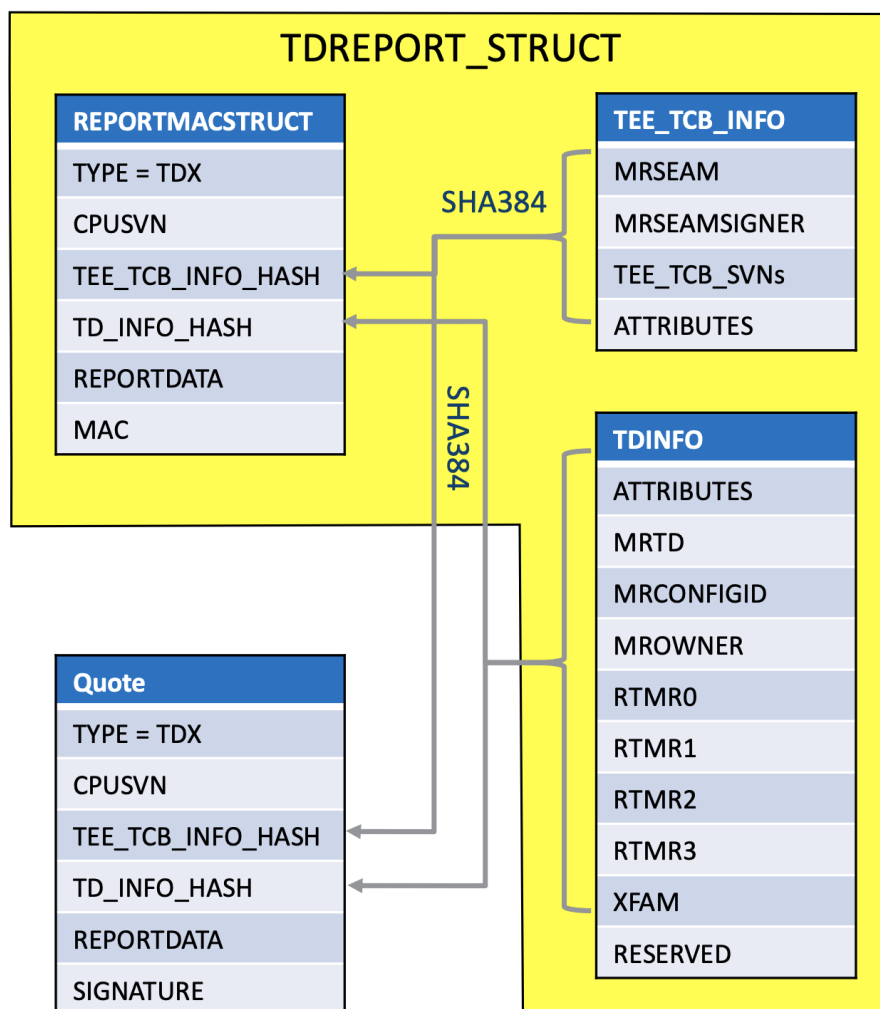 TDREPORT_STRUCT
REPORTMACSTRUCT
TYPE = TDX
CPUSVN
TEE_TCB_INFO_HASH
TD_INFO_HASH
REPORTDATA
MAC
SHA384
SHA384
TEE_TCB_INFO
MRSEAM
MRSEAMSIGNER
TEE_TCB_SVNs
ATTRIBUTES
TDINFO
ATTRIBUTES
MRTD
MRCONFIGID
MROWNER
RTMR0
RTMR1
RTMR2
RTMR3
XFAM
RESERVED
Quote
TYPE = TDX
CPUSVN
TEE_TCB_INFO_HASH
TD_INFO_HASH
REPORTDATA
SIGNATURE